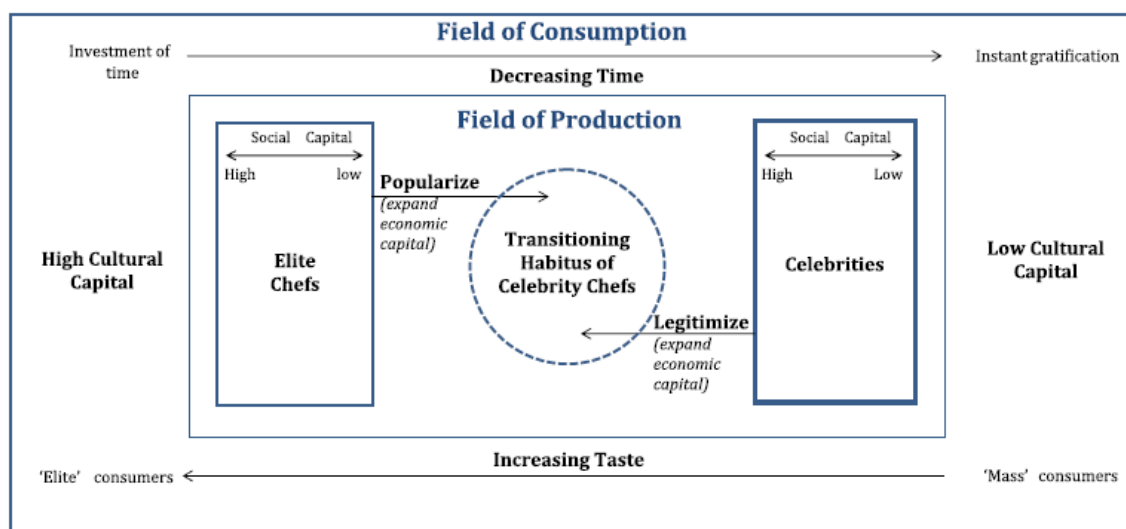 Field of Consumption
Investment of
time
Instant gratification
Decreasing Time
Field of Production
Social Capital
High low
Popularize
(expand
economic
capital)
Social Capital
High Low
High Cultural
Capital
Elite
Chefs
Transitioning
Habitus of
Celebrity Chefs
Celebrities
Low Cultural
Capital
Legitimize
(expand
economic
capital)
Increasing Taste
'Elite' consumers
'Mass' consumers